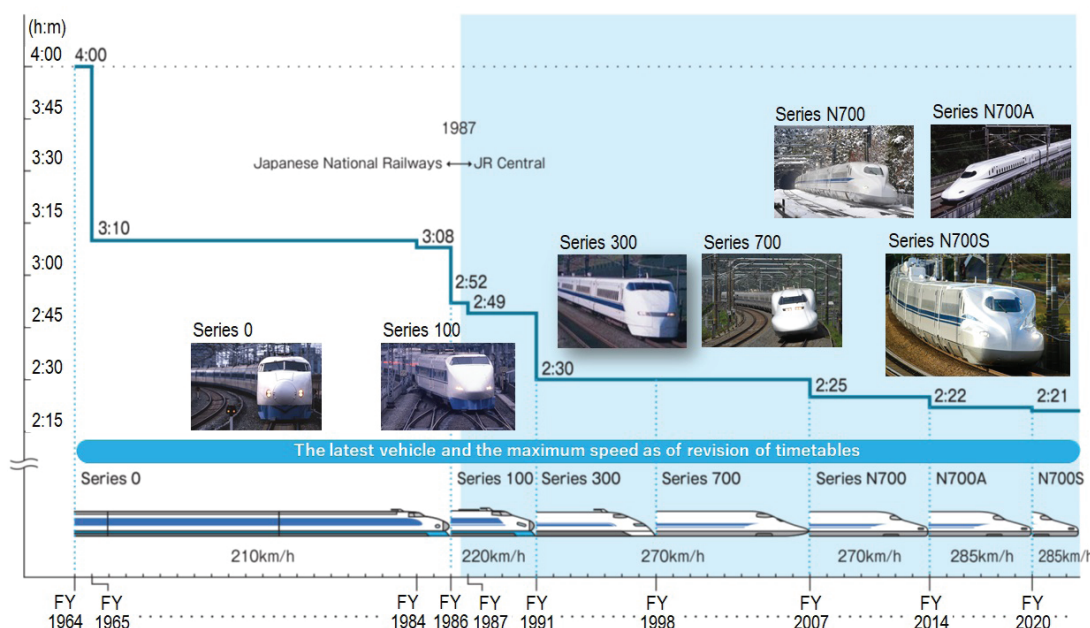 (h:m)
4:00
3:45
3:30
3:15
3:00
2:45
2:30
2:15
4:00
3:10
3:08
2:52
2:49
2:30
2:25
2:22
2:21
1987
Japanese National Railways ↔ JR Central
Series 0
Series 100
Series 300
Series 700
Series N700
Series N700A
Series N700S
The latest vehicle and the maximum speed as of revision of timetables
Series 0
Series 100
Series 300
Series 700
Series N700
N700A
N700S
210km/h
220km/h
270km/h
270km/h
285km/h
285km/h
FY 1964
FY 1965
FY 1984
FY 1986
FY 1987
FY 1991
FY 1998
FY 2007
FY 2014
FY 2020